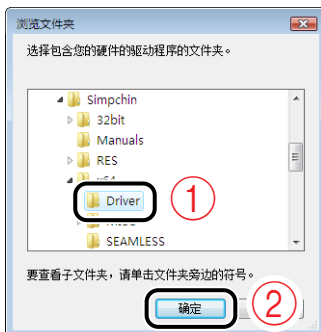 浏览文件夹
选择包含您的硬件的驱动程序的文件夹。
Simpchin
32bit
Manuals
RES
x64
Driver
①
SEAMLESS
要查看子文件夹，请单击文件夹旁边的符号。
确定
②